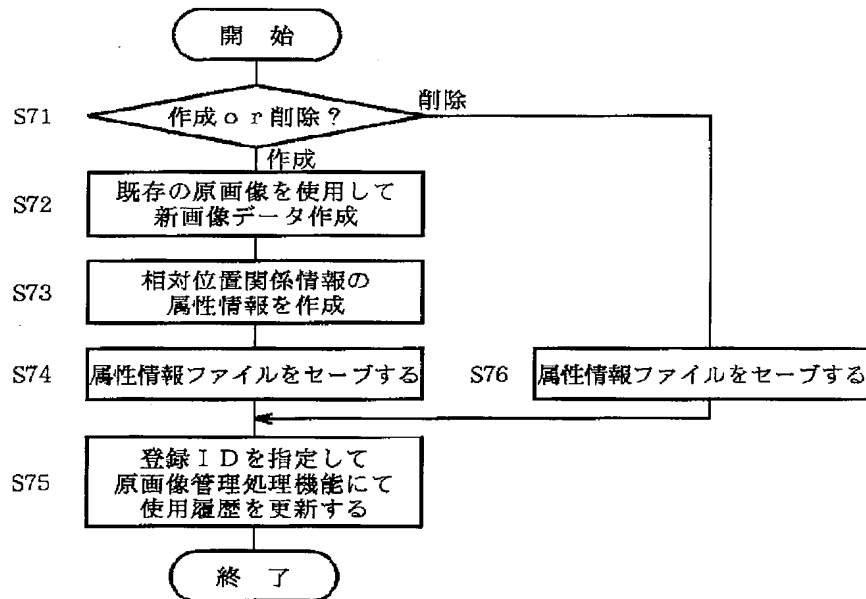 開 始
S71
作成ｏｒ削除？
削除
作成
S72
既存の原画像を使用して
新画像データ作成
S73
相対位置関係情報の
属性情報を作成
S74
属性情報ファイルをセーブする
S76
属性情報ファイルをセーブする
S75
登録ＩＤを指定して
原画像管理処理機能にて
使用履歴を更新する
終 了